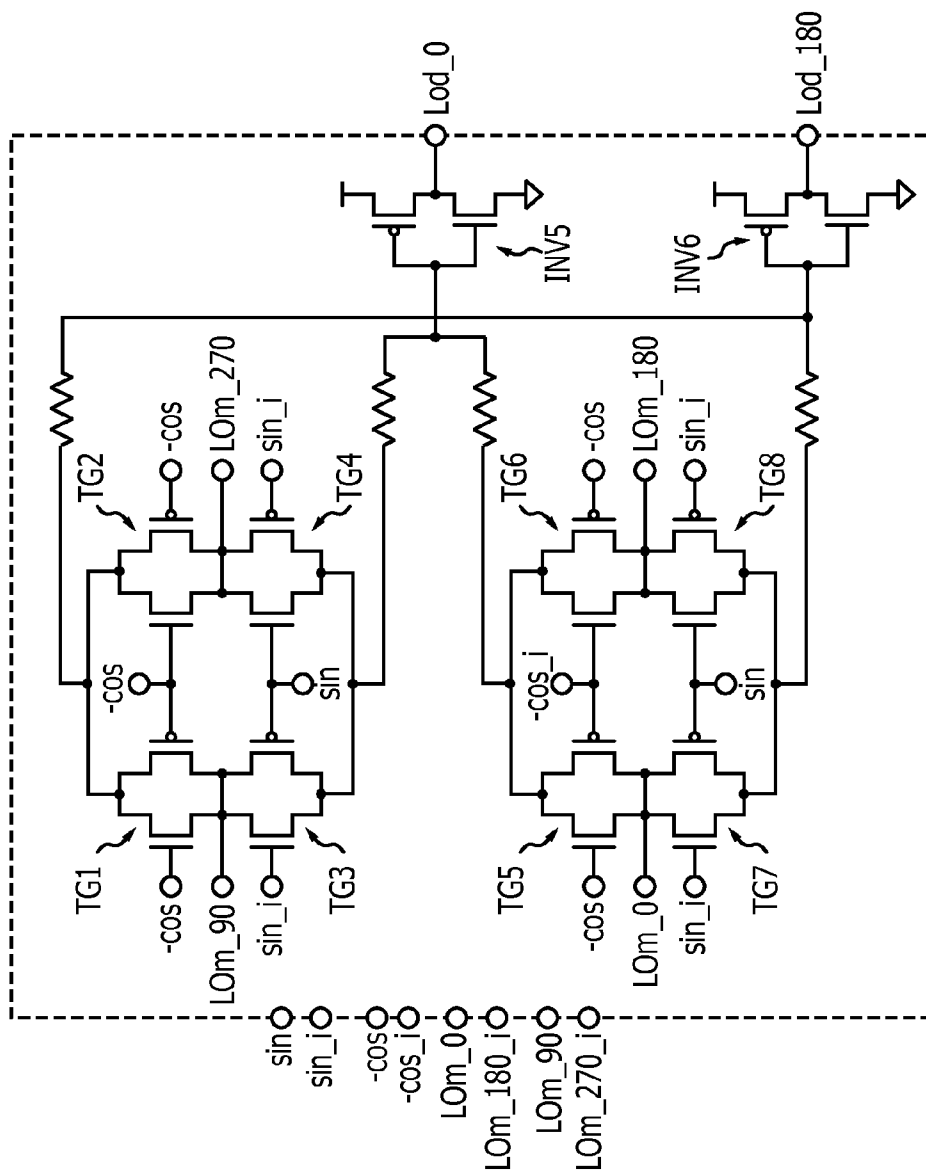 Lod_0
Lod_180
INV5
INV6
TG2
-cos
LOm_270
sin_i
TG4
-cos
sin
TG1
-cos
LOm_90
sin_i
TG3
TG6
-cos
LOm_180
sin_i
TG8
-cos_i
sin
TG5
-cos
LOm_0
sin_i
TG7
sin
sin_i
-cos
-cos_i
LOm_0
LOm_180_i
LOm_90
LOm_270_i